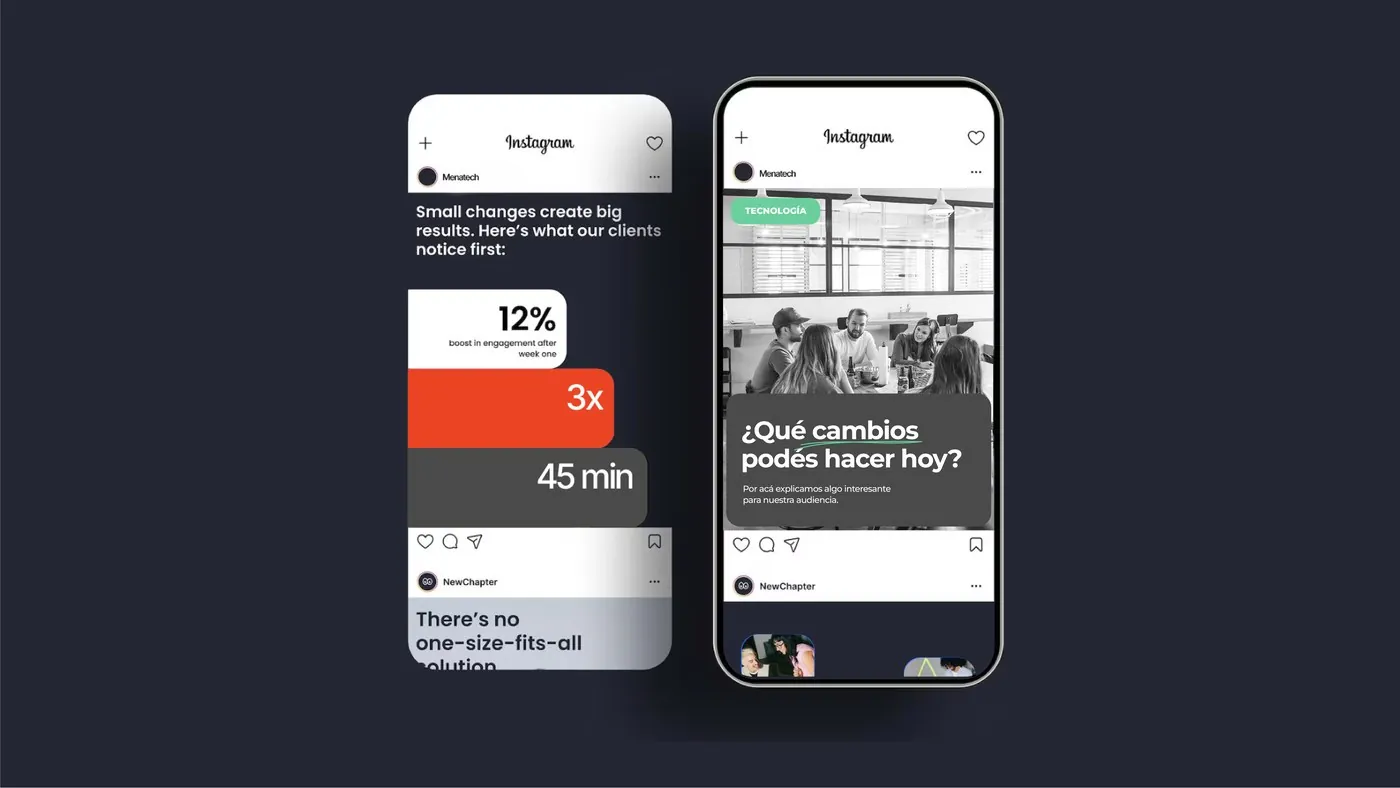 Instagram
Menatech
Small changes create big
results. Here’s what our clients
notice first:
12%
boost in engagement after
week one
3x
45 min
NewChapter
There’s no
one-size-fits-all
solution
Instagram
Menatech
TECNOLOGÍA
¿Qué cambios
podés hacer hoy?
Por acá explicamos algo interesante
para nuestra audiencia.
NewChapter